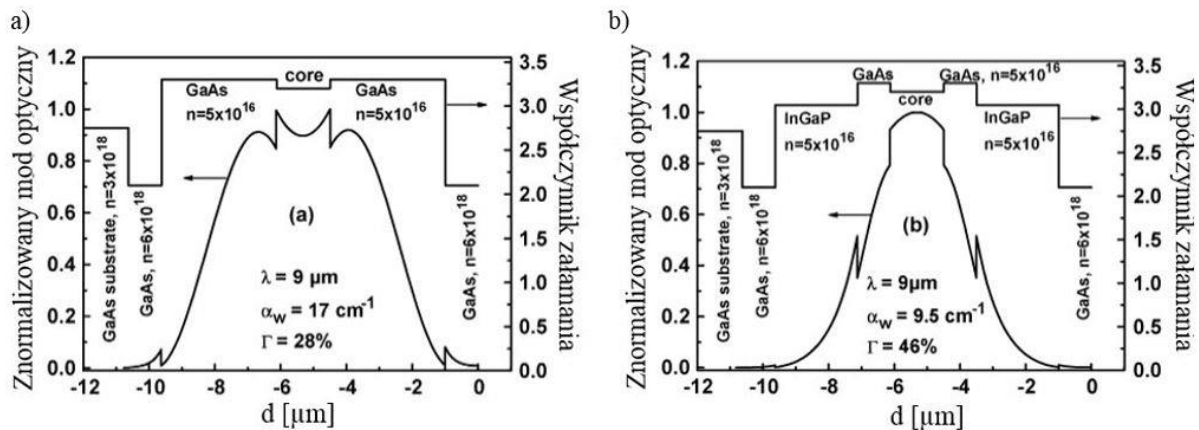 a)
Znormalizowany mod optyczny
1.2
1.0
0.8
0.6
0.4
0.2
0.0
GaAs substrate, n=3x10^18
GaAs, n=6x10^18
GaAs
n=5x10^16
core
GaAs
n=5x10^16
(a)
λ = 9 µm
α_w = 17 cm^-1
Γ = 28%
GaAs, n=6x10^18
3.5
3.0
2.5
2.0
1.5
1.0
0.5
0.0
Współczynnik załamania
-12 -10 -8 -6 -4 -2 0
d [µm]
b)
Znormalizowany mod optyczny
1.2
1.0
0.8
0.6
0.4
0.2
0.0
GaAs substrate, n=3x10^18
GaAs, n=6x10^18
GaAs
GaAs, n=5x10^16
core
InGaP
n=5x10^16
InGaP
n=5x10^16
(b)
λ = 9µm
α_w = 9.5 cm^-1
Γ = 46%
GaAs, n=6x10^18
3.5
3.0
2.5
2.0
1.5
1.0
0.5
0.0
Współczynnik załamania
-12 -10 -8 -6 -4 -2 0
d [µm]